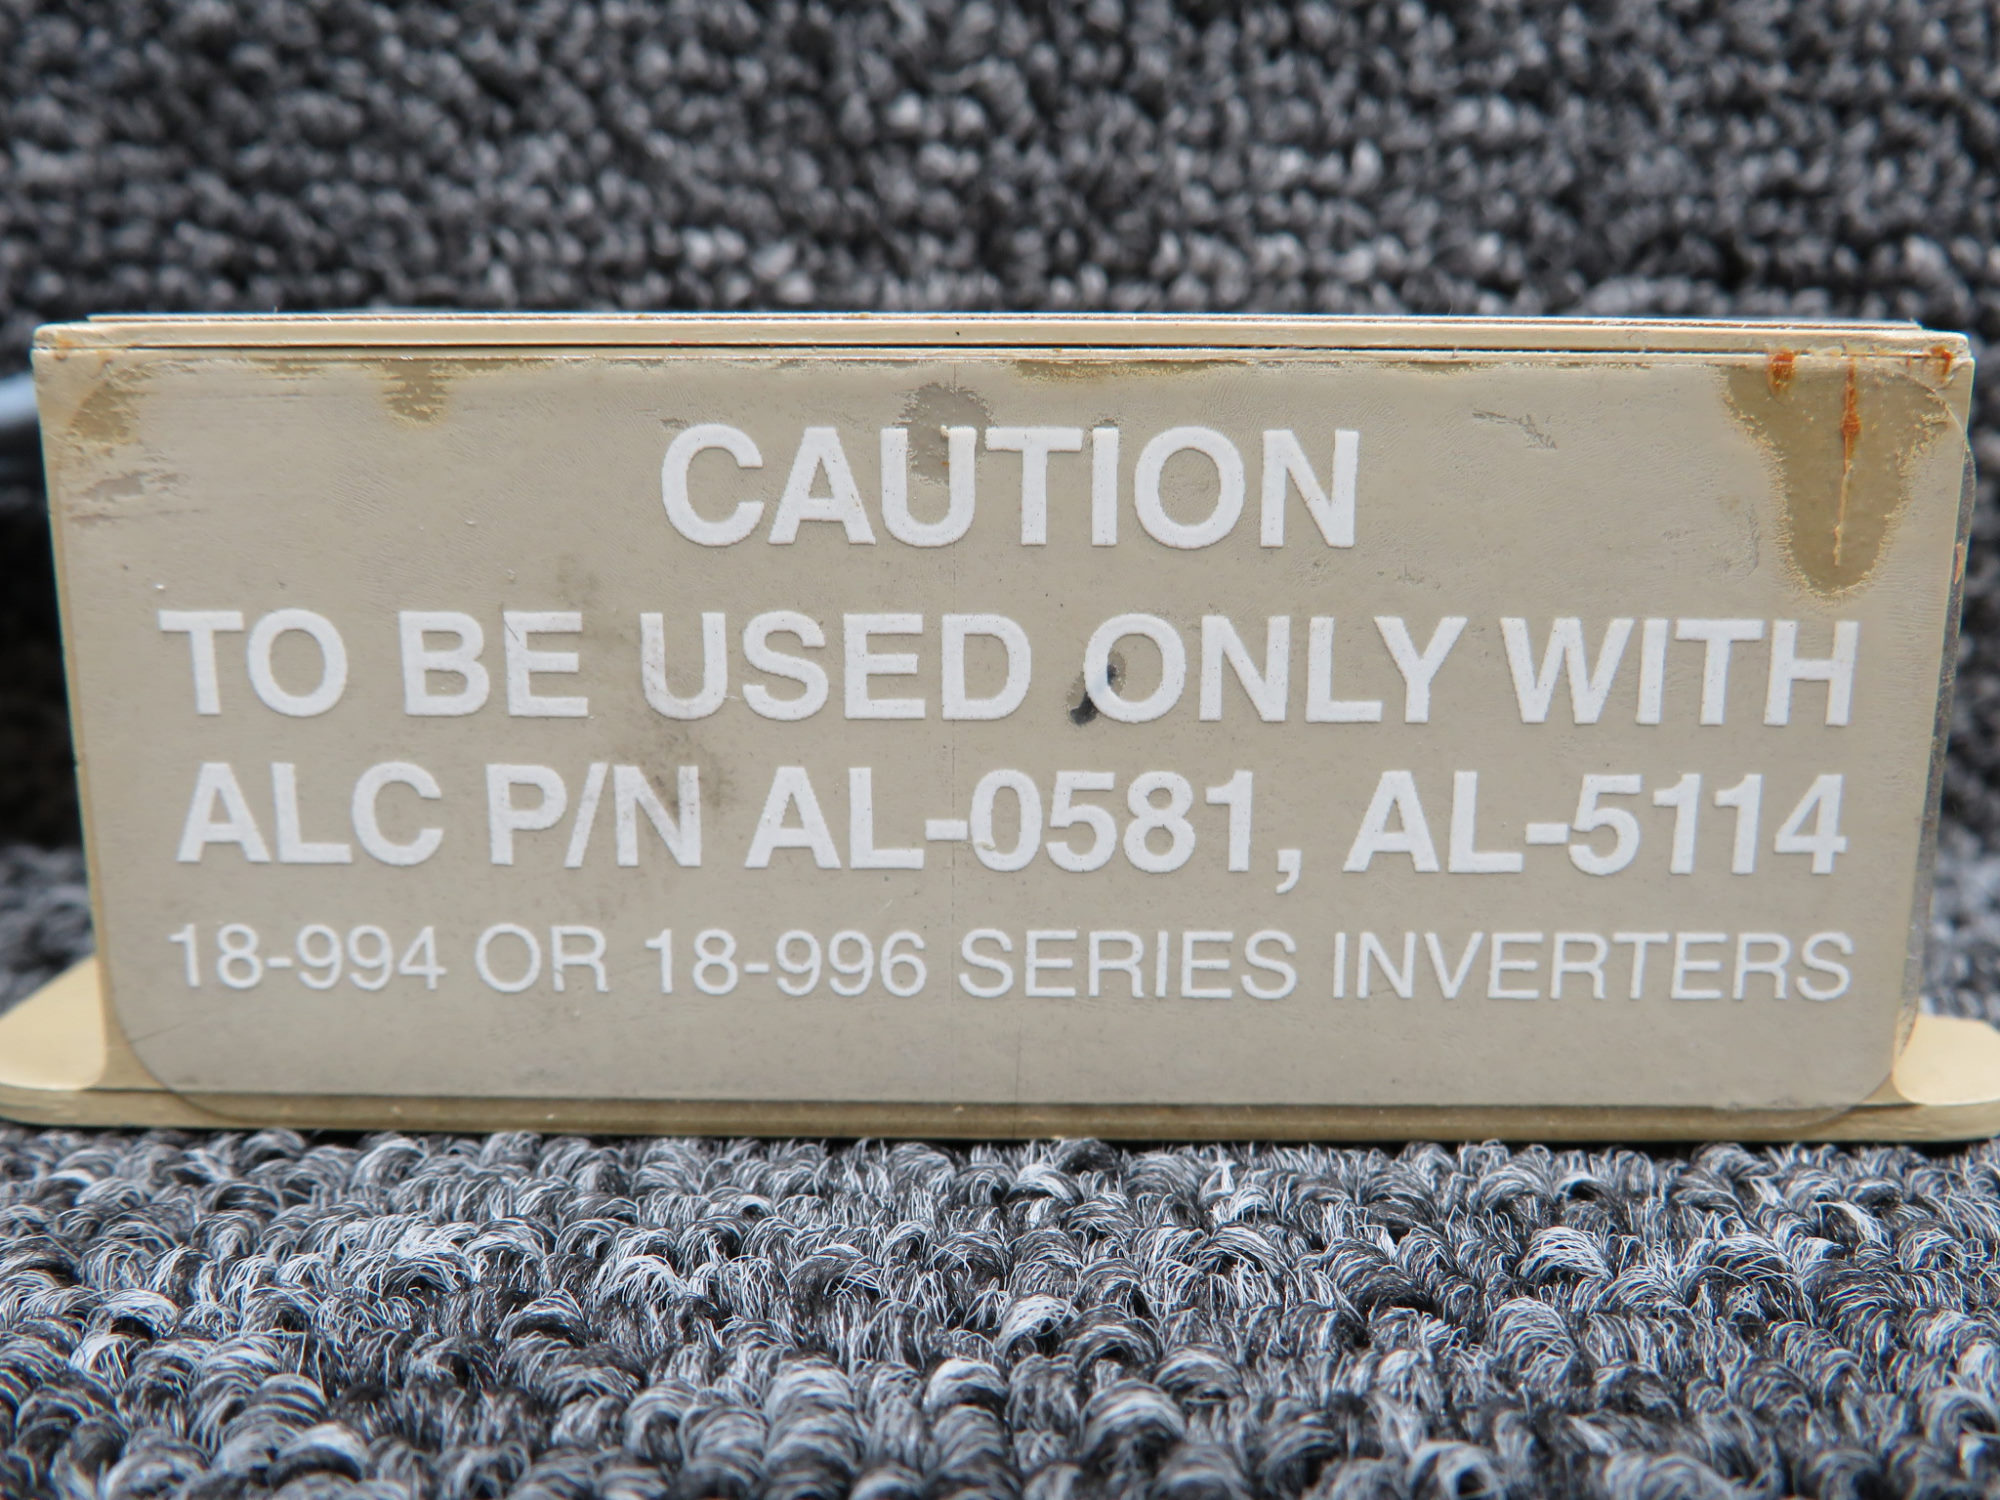 CAUTION
TO BE USED ONLY WITH
ALC P/N AL-0581, AL-5114
18-994 OR 18-996 SERIES INVERTERS